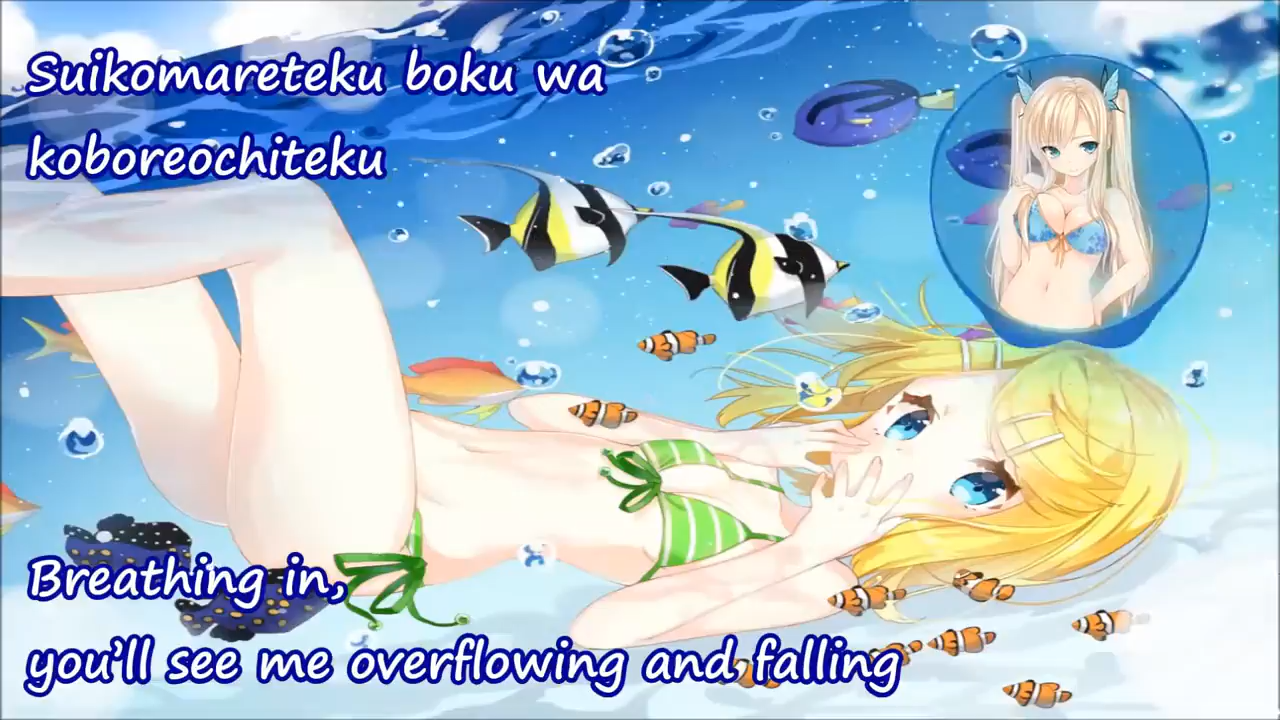 Suikomareteku boku wa
koboreochiteku
Breathing in,
you'll see me overflowing and falling